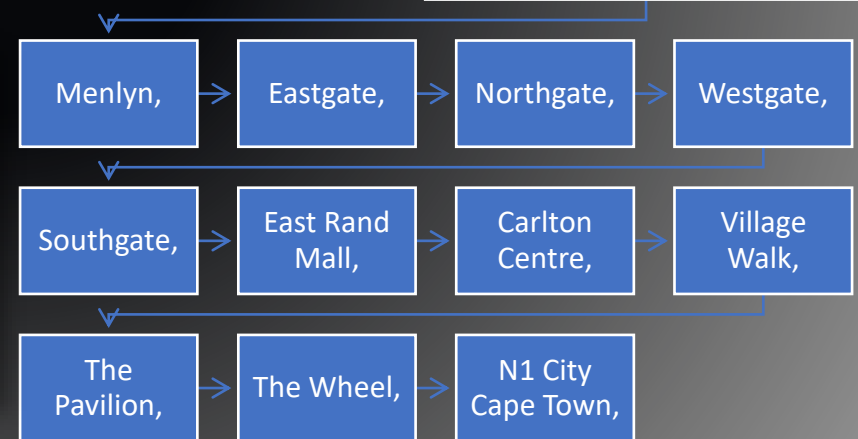 Menlyn,
Eastgate,
Northgate,
Westgate,
Southgate,
East Rand
Mall,
Carlton
Centre,
Village
Walk,
The
Pavilion,
The Wheel,
N1 City
Cape Town,